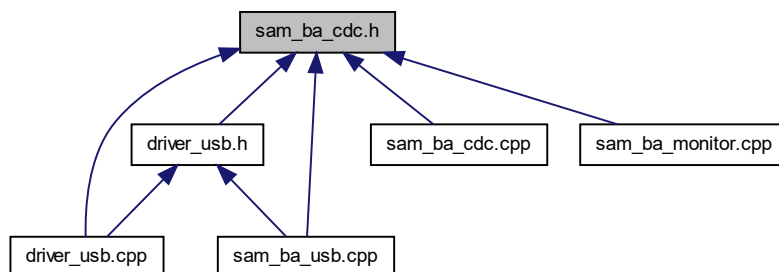 sam_ba_cdc.h
driver_usb.h
sam_ba_cdc.cpp
sam_ba_monitor.cpp
driver_usb.cpp
sam_ba_usb.cpp